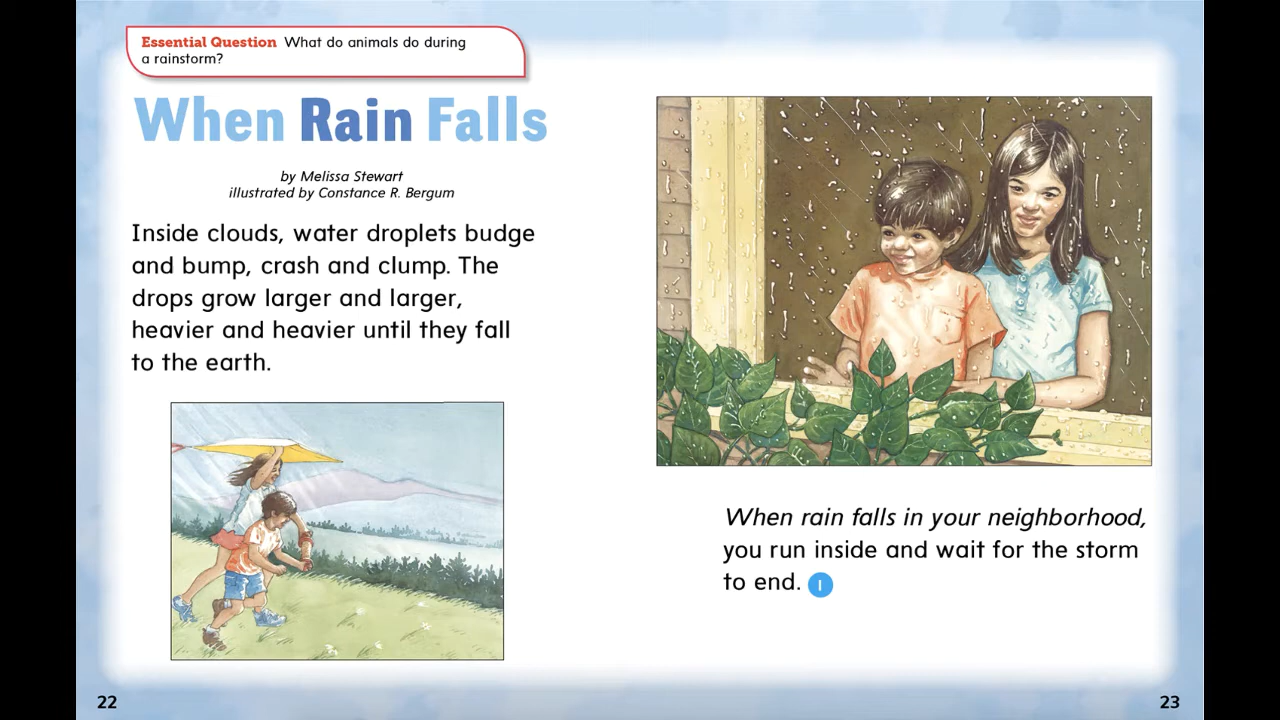 Essential Question What do animals do during
a rainstorm?
When Rain Falls
by Melissa Stewart
illustrated by Constance R. Bergum
Inside clouds, water droplets budge
and bump, crash and clump. The
drops grow larger and larger,
heavier and heavier until they fall
to the earth.
When rain falls in your neighborhood,
you run inside and wait for the storm
to end. 1
22
23